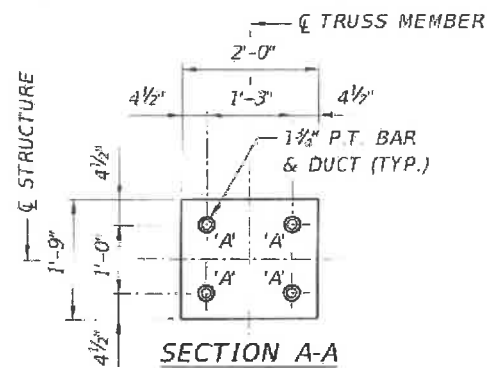 ℄ TRUSS MEMBER
2'-0"
4½" 1'-3" 4½"
℄ STRUCTURE
1¾" P.T. BAR
& DUCT (TYP.)
4½"
1'-9"
1'-0"
4½"
'A' 'A'
'A' 'A'
SECTION A-A